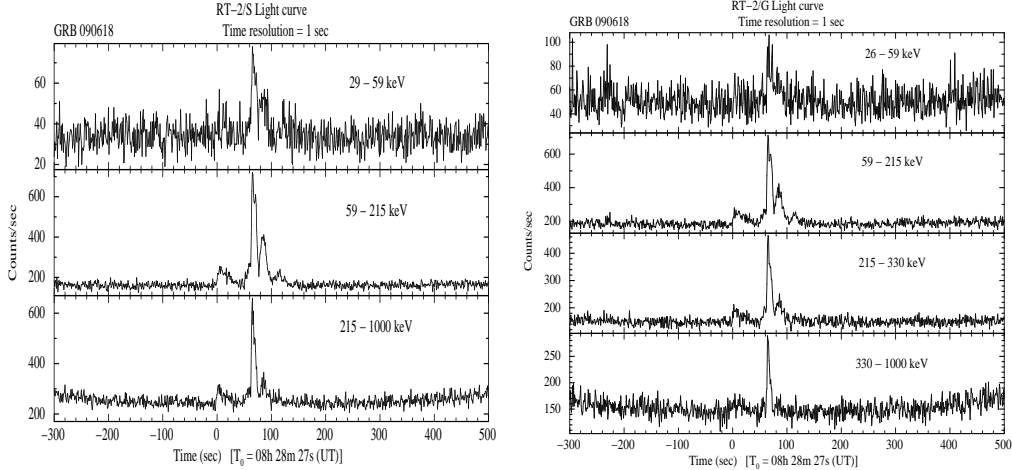 RT−2/S Light curve
GRB 090618
Time resolution = 1 sec
29 − 59 keV
60
40
20
59 − 215 keV
600
400
200
215 − 1000 keV
600
400
200
Counts/sec
−300
−200
−100
0
100
200
300
400
500
Time (sec) [T0 = 08h 28m 27s (UT)]
RT−2/G Light curve
GRB 090618
Time resolution = 1 sec
26 − 59 keV
100
80
60
40
59 − 215 keV
600
400
200
215 − 330 keV
400
300
200
330 − 1000 keV
250
200
150
Counts/sec
−300
−200
−100
0
100
200
300
400
500
Time (sec) [T0 = 08h 28m 27s (UT)]